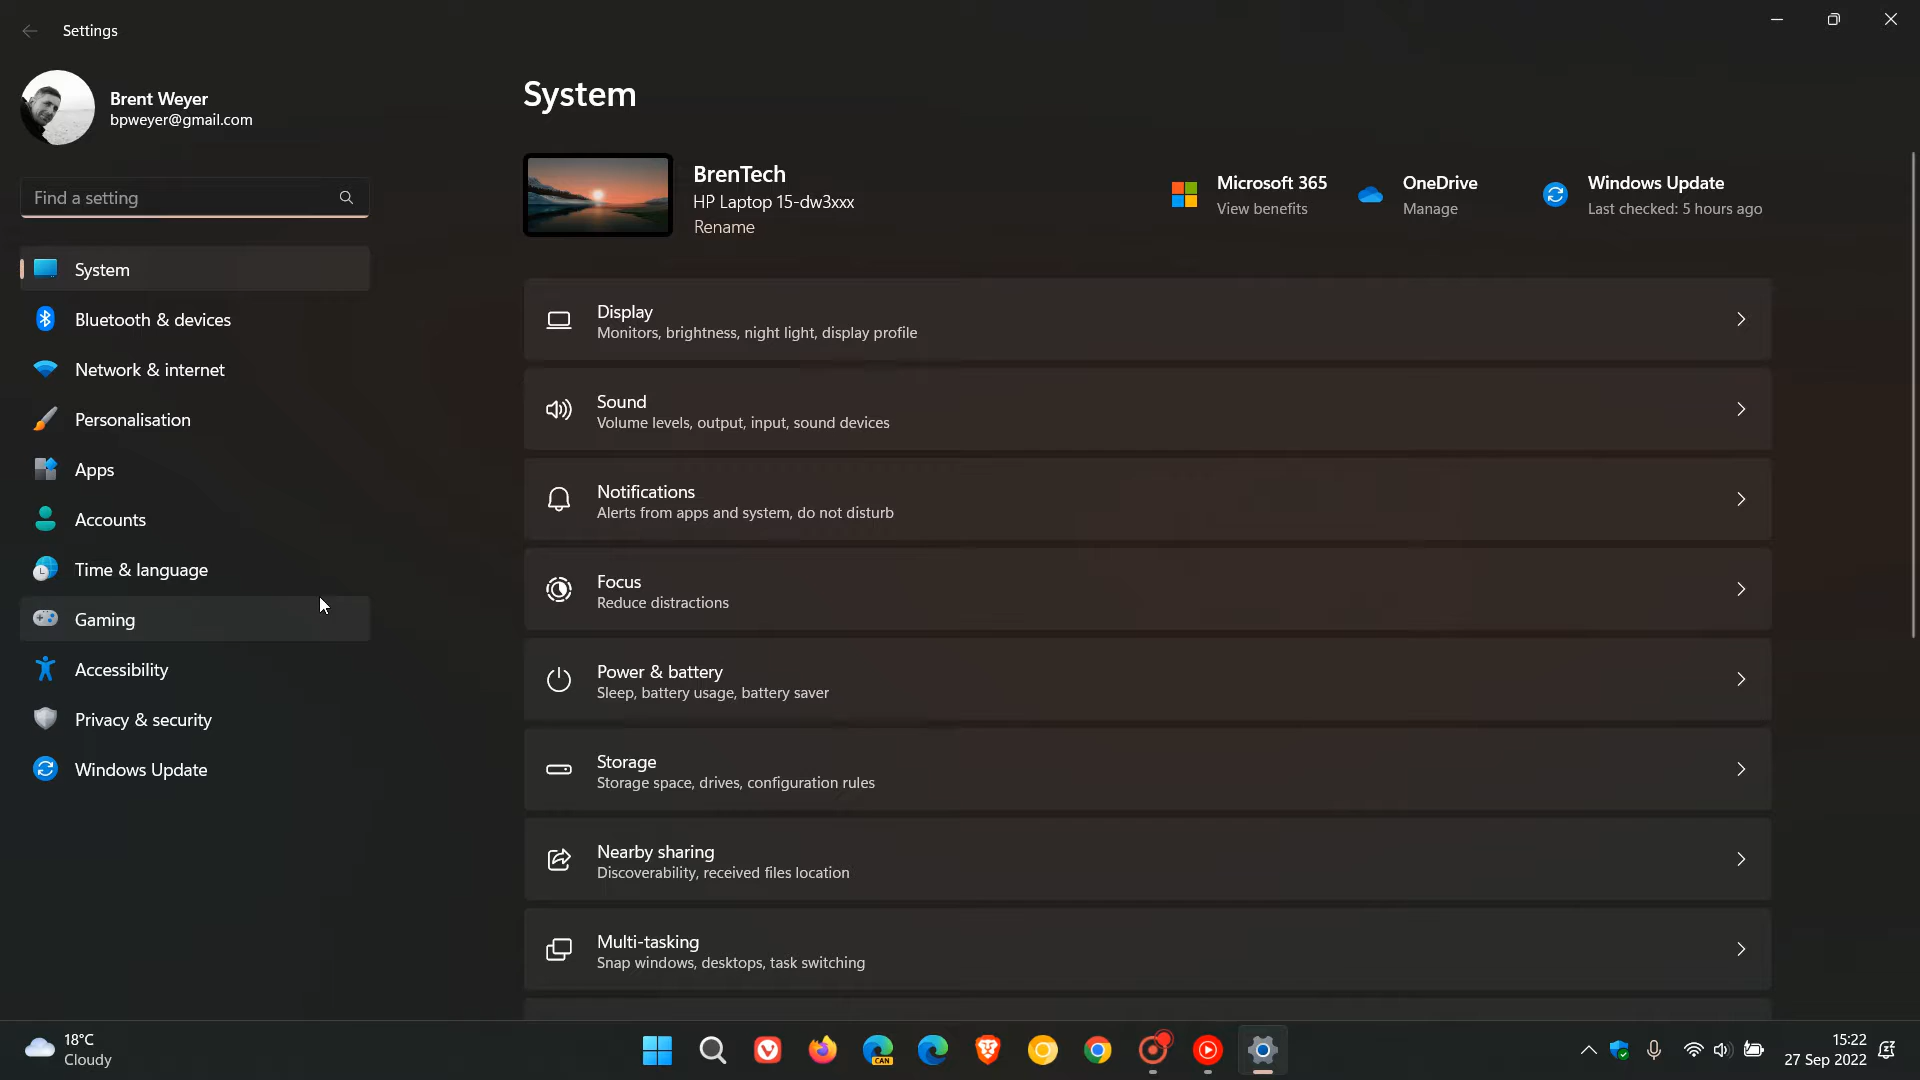 Settings
Brent Weyer
bpweyer@gmail.com
Find a setting
System
Bluetooth & devices
Network & internet
Personalisation
Apps
Accounts
Time & language
Gaming
Accessibility
Privacy & security
Windows Update
System
BrenTech
HP Laptop 15-dw3xxx
Rename
Microsoft 365
View benefits
OneDrive
Manage
Windows Update
Last checked: 5 hours ago
Display
Monitors, brightness, night light, display profile
Sound
Volume levels, output, input, sound devices
Notifications
Alerts from apps and system, do not disturb
Focus
Reduce distractions
Power & battery
Sleep, battery usage, battery saver
Storage
Storage space, drives, configuration rules
Nearby sharing
Discoverability, received files location
Multi-tasking
Snap windows, desktops, task switching
18°C
Cloudy
CAN
15:22
27 Sep 2022